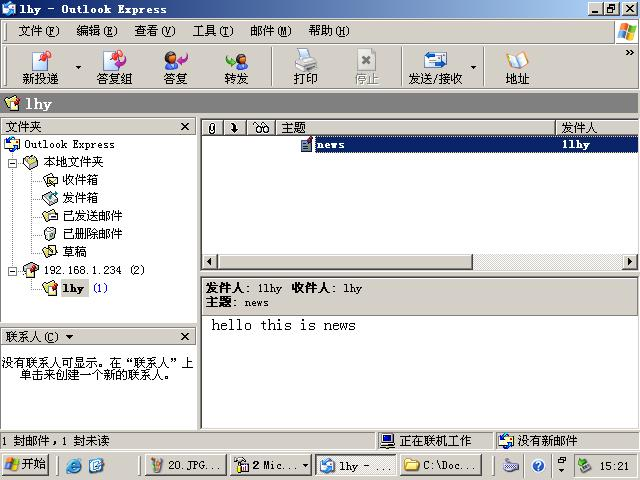 lhy - Outlook Express
文件(F) 编辑(E) 查看(V) 工具(T) 邮件(M) 帮助(H)
新投递 答复组 答复 转发 打印 停止 发送/接收 地址
lhy
文件夹
主题 发件人
Outlook Express
news llhy
本地文件夹
收件箱
发件箱
已发送邮件
已删除邮件
草稿
192.168.1.234 (2)
lhy (1)
发件人: llhy 收件人: lhy
主题: news
hello this is news
联系人(C)
没有联系人可显示。在“联系人”上
单击来创建一个新的联系人。
1 封邮件，1 封未读 正在联机工作 没有新邮件
开始 20.JPG... 2 Mic... lhy - ... C:\Doc... 15:21